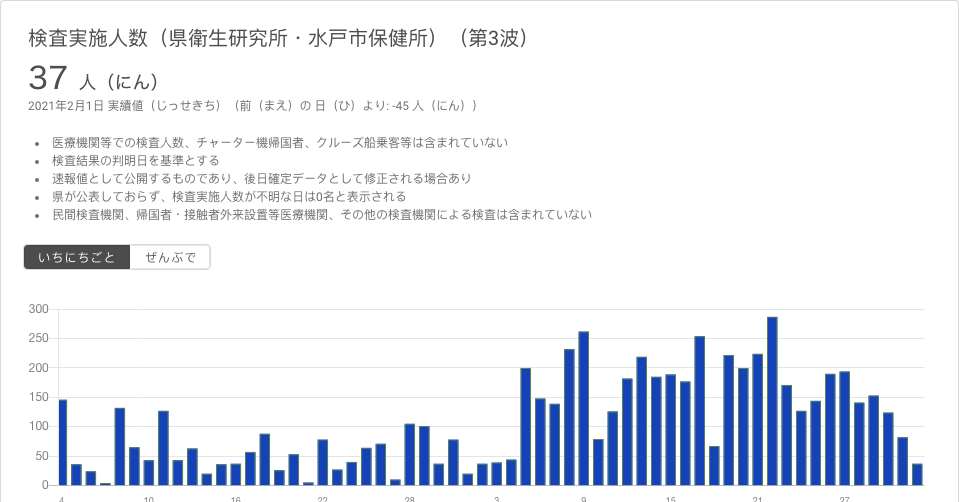 検査実施人数（県衛生研究所・水戸市保健所）（第3波）
37 人（にん）
2021年2月1日 実績値（じっせきち）（前（まえ）の 日（ひ）より: -45 人（にん））
医療機関等での検査人数、チャーター機帰国者、クルーズ船乗客等は含まれていない
検査結果の判明日を基準とする
速報値として公開するものであり、後日確定データとして修正される場合あり
県が公表しておらず、検査実施人数が不明な日は0名と表示される
民間検査機関、帰国者・接触者外来設置等医療機関、その他の検査機関による検査は含まれていない
いちにちごと ぜんぶで
300
250
200
150
100
50
0
4 10 16 22 28 3 9 15 21 27